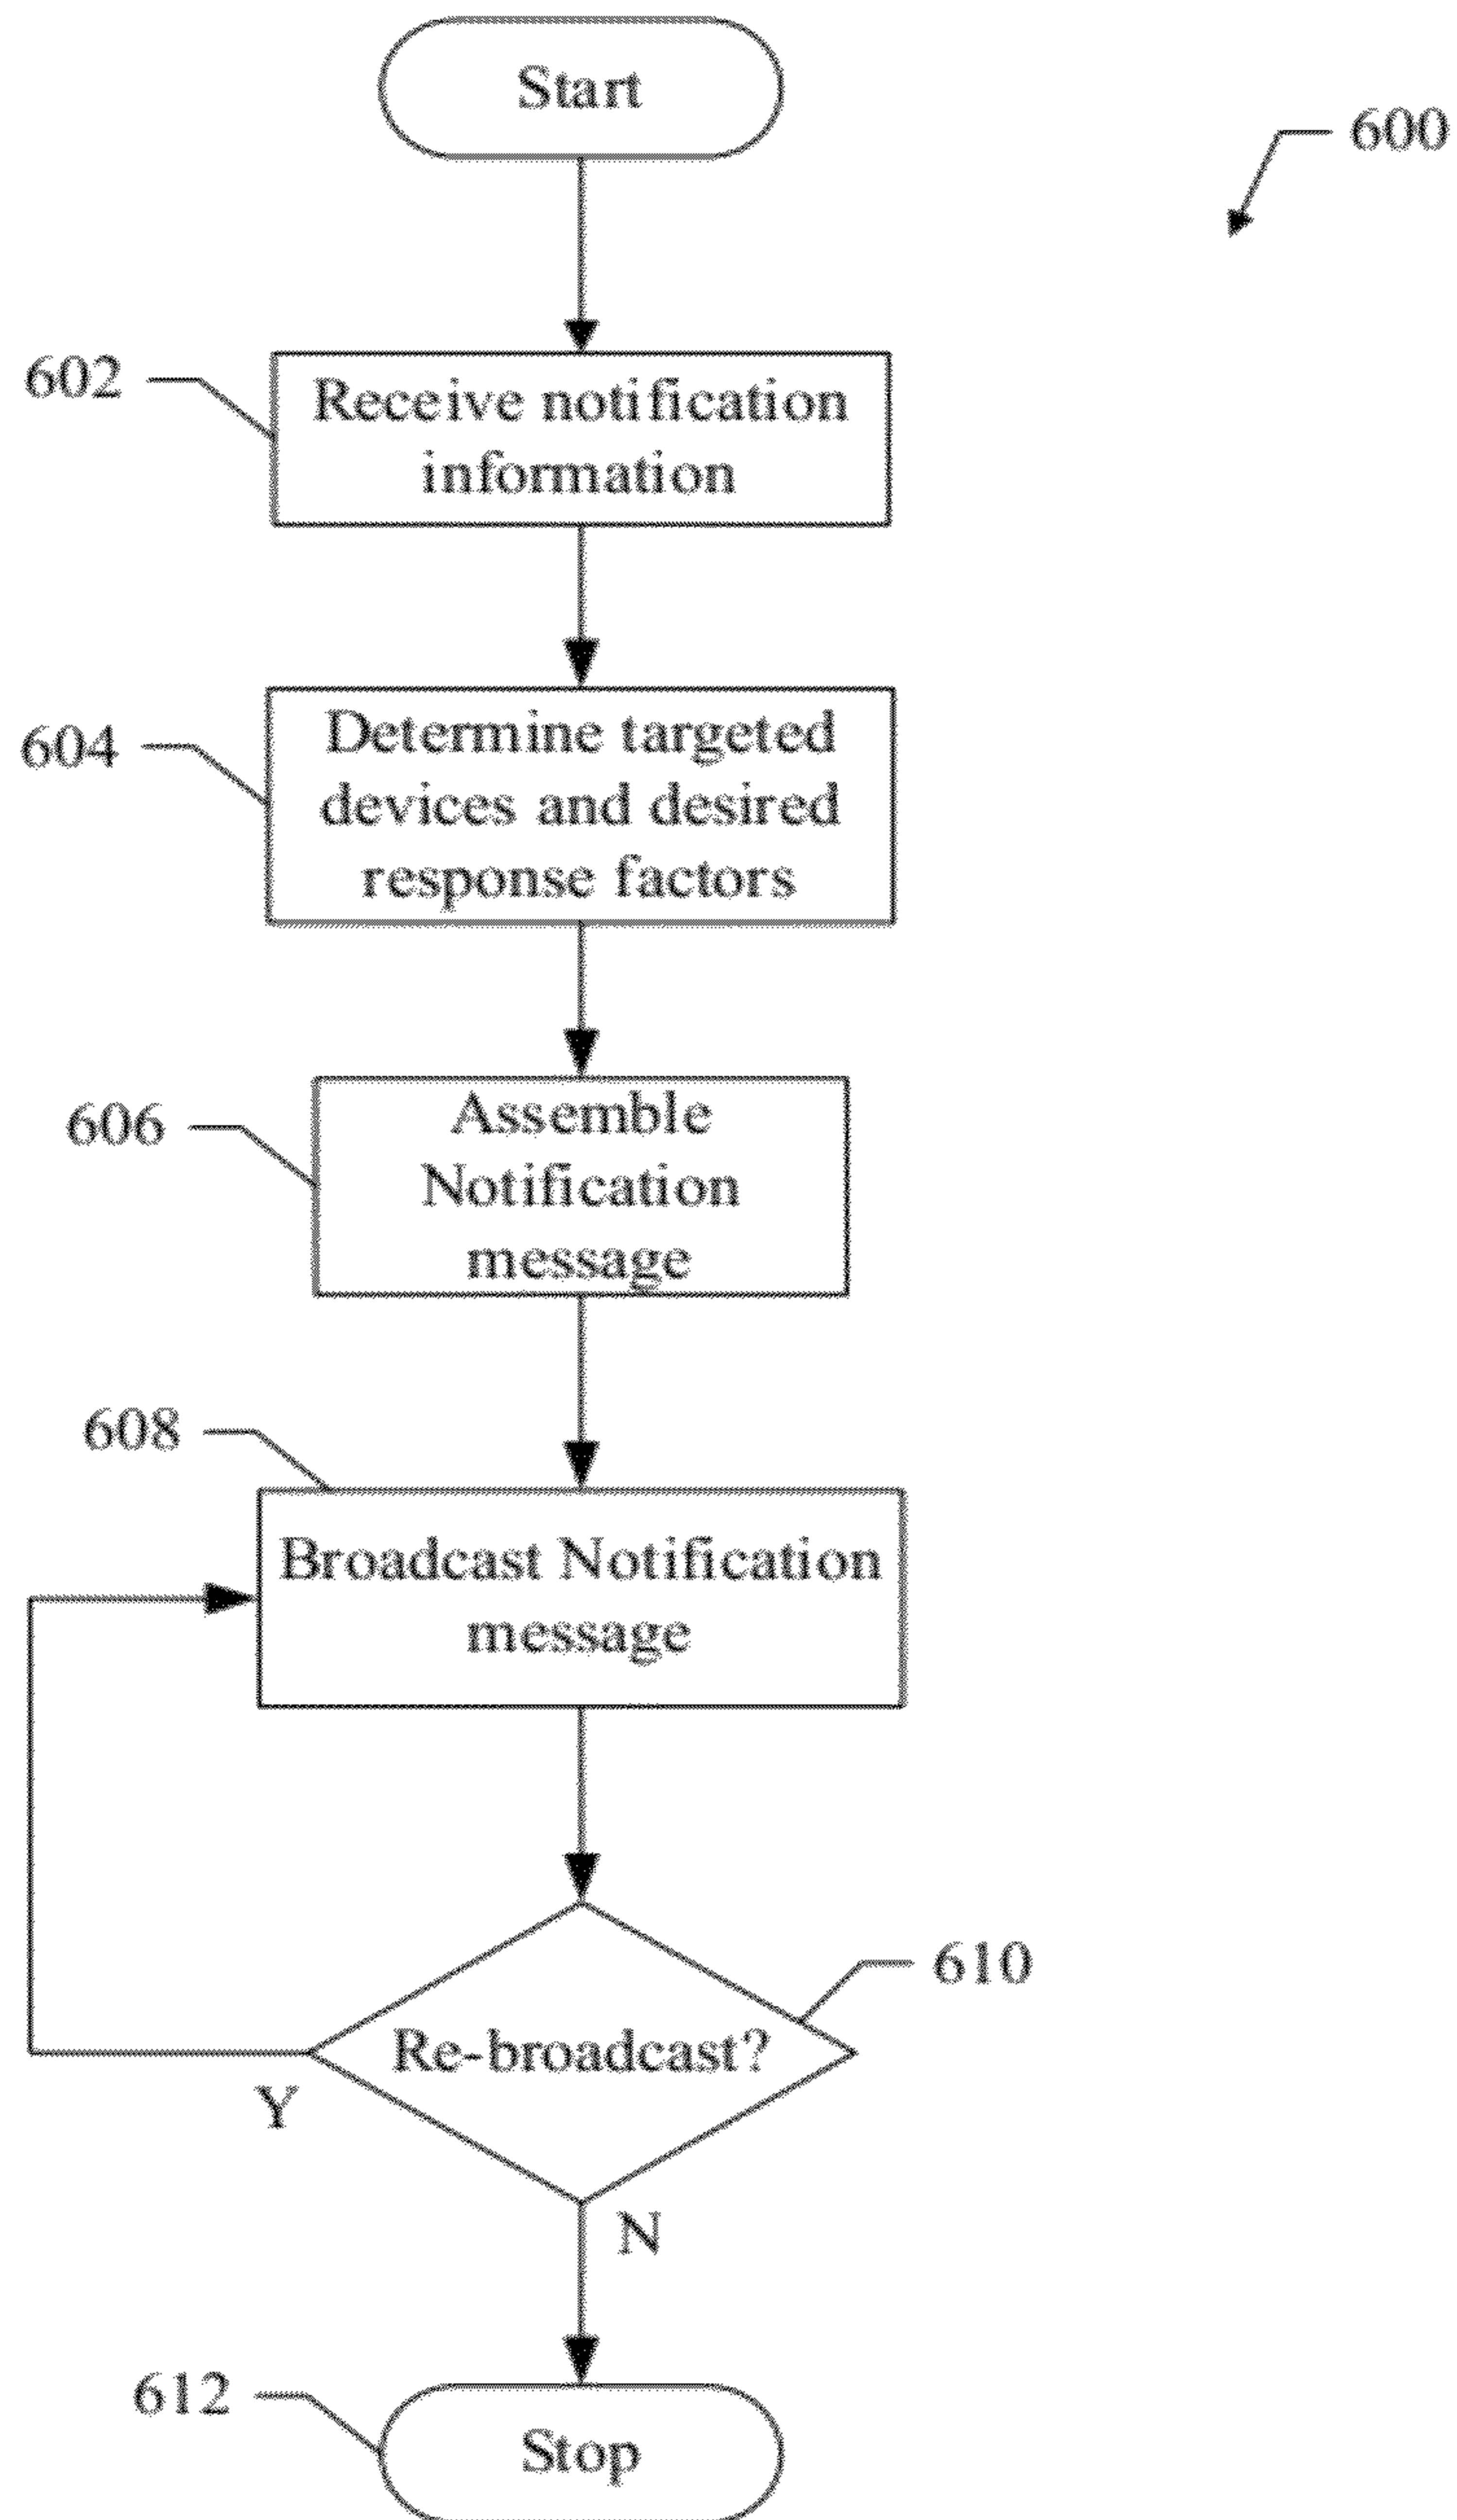 Start
600
602
Receive notification
information
604
Determine targeted
devices and desired
response factors
606
Assemble
Notification
message
608
Broadcast Notification
message
610
Re-broadcast?
Y
N
612
Stop